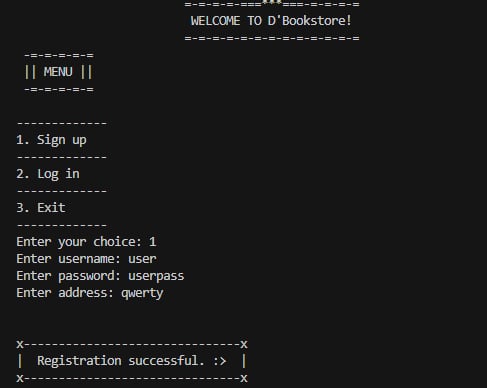 =-=-=-=-===***===-=-=-=-=
WELCOME TO D'Bookstore!
=-=-=-=-=-=-=-=-=-=-=-=-=
-=-=-=-=-=
|| MENU ||
-=-=-=-=-=
-------------
1. Sign up
-------------
2. Log in
-------------
3. Exit
-------------
Enter your choice: 1
Enter username: user
Enter password: userpass
Enter address: qwerty
x-------------------------------x
|  Registration successful. :>  |
x-------------------------------x